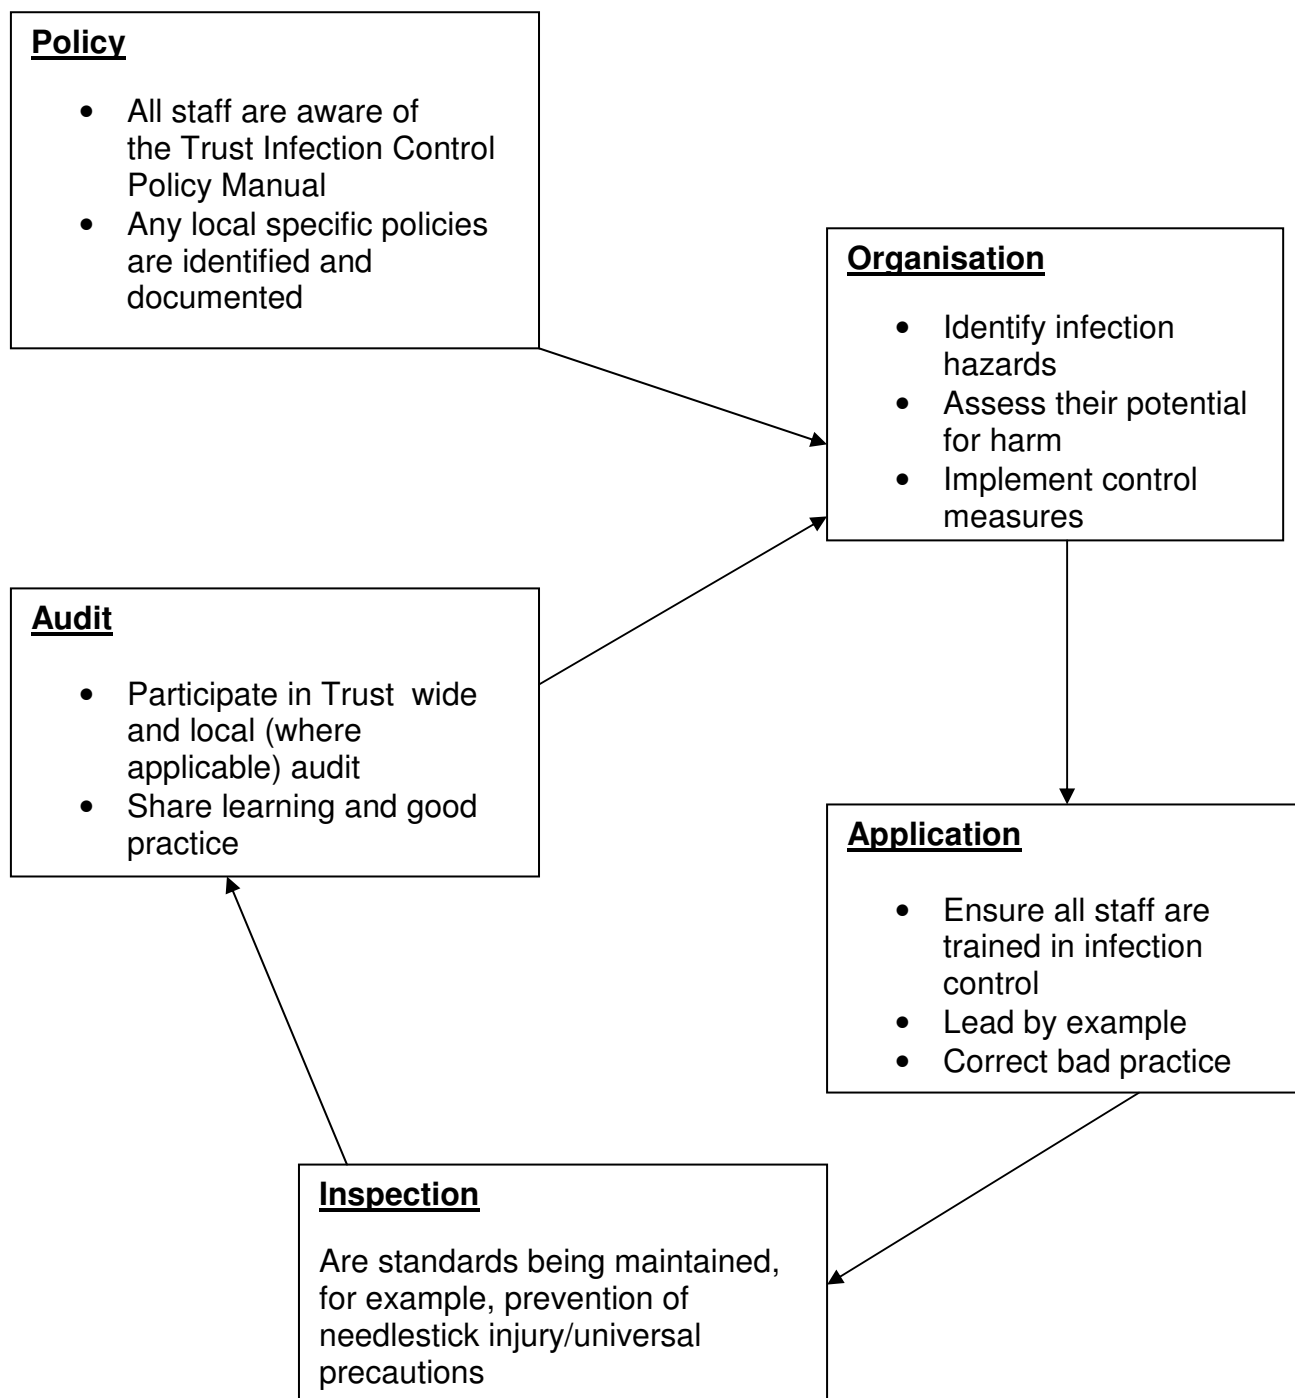 Policy
• All staff are aware of
the Trust Infection Control
Policy Manual
• Any local specific policies
are identified and
documented
Organisation
• Identify infection
hazards
• Assess their potential
for harm
• Implement control
measures
Audit
• Participate in Trust  wide
and local (where
applicable) audit
• Share learning and good
practice
Application
• Ensure all staff are
trained in infection
control
• Lead by example
• Correct bad practice
Inspection
Are standards being maintained,
for example, prevention of
needlestick injury/universal
precautions